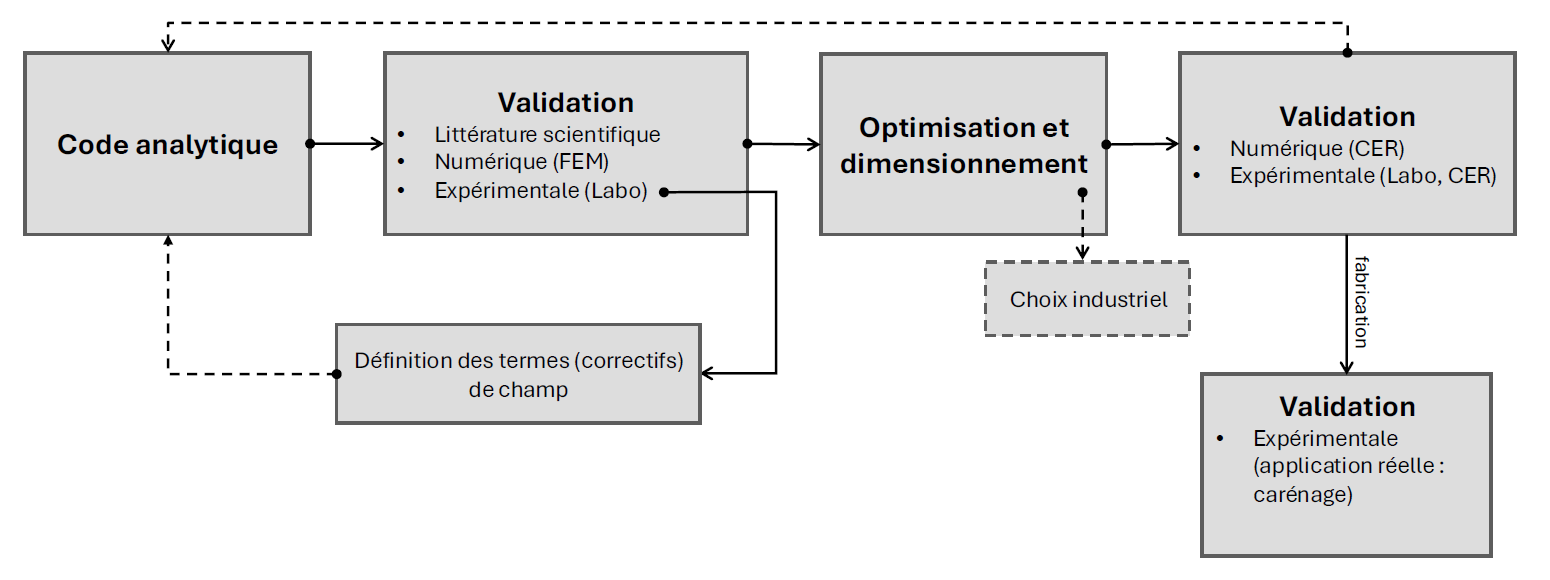 Code analytique
Validation
• Littérature scientifique
• Numérique (FEM)
• Expérimentale (Labo)
Optimisation et
dimensionnement
Validation
• Numérique (CER)
• Expérimentale (Labo, CER)
Choix industriel
fabrication
Définition des termes (correctifs)
de champ
Validation
• Expérimentale
(application réelle :
carénage)